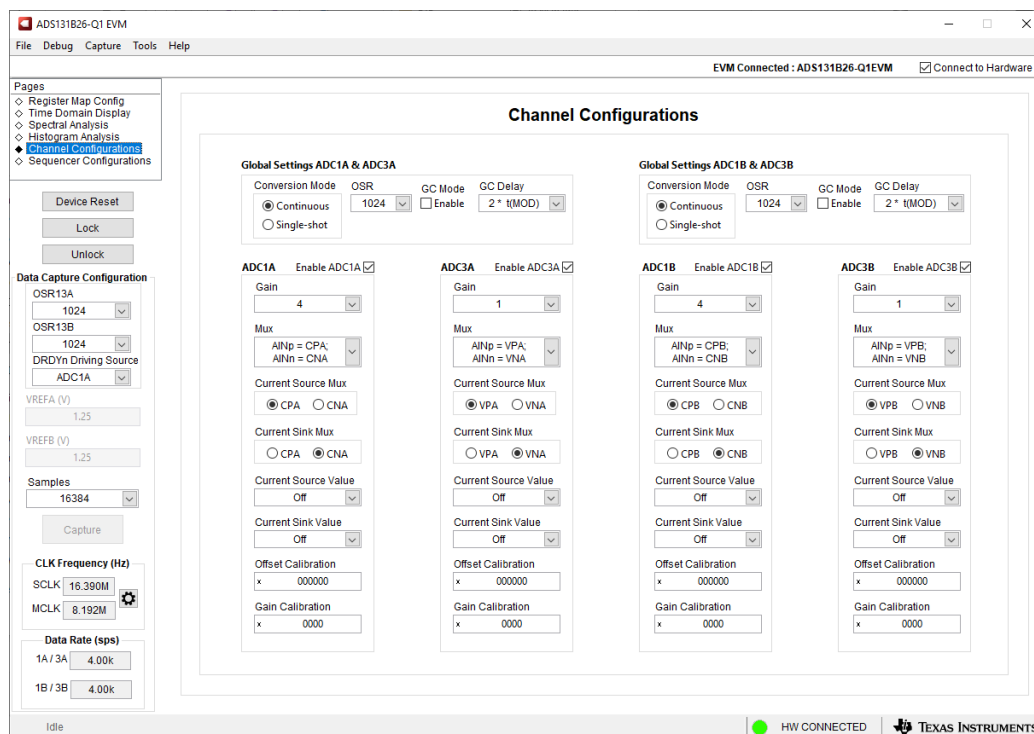 ADS131B26-Q1 EVM
File Debug Capture Tools Help
EVM Connected : ADS131B26-Q1EVM Connect to Hardware
Pages
Register Map Config
Time Domain Display
Spectral Analysis
Histogram Analysis
Channel Configurations
Sequencer Configurations
Device Reset
Lock
Unlock
Data Capture Configuration
OSR13A
1024
OSR13B
1024
DRDYn Driving Source
ADC1A
VREFA (V)
1.25
VREFB (V)
1.25
Samples
16384
Capture
CLK Frequency (Hz)
SCLK 16.390M
MCLK 8.192M
Data Rate (sps)
1A / 3A 4.00k
1B / 3B 4.00k
Channel Configurations
Global Settings ADC1A & ADC3A
Conversion Mode OSR GC Mode GC Delay
Continuous 1024 Enable 2 * t(MOD)
Single-shot
Global Settings ADC1B & ADC3B
Conversion Mode OSR GC Mode GC Delay
Continuous 1024 Enable 2 * t(MOD)
Single-shot
ADC1A Enable ADC1A
Gain
4
Mux
AINp = CPA;
AINn = CNA
Current Source Mux
CPA CNA
Current Sink Mux
CPA CNA
Current Source Value
Off
Current Sink Value
Off
Offset Calibration
x 000000
Gain Calibration
x 0000
ADC3A Enable ADC3A
Gain
1
Mux
AINp = VPA;
AINn = VNA
Current Source Mux
VPA VNA
Current Sink Mux
VPA VNA
Current Source Value
Off
Current Sink Value
Off
Offset Calibration
x 000000
Gain Calibration
x 0000
ADC1B Enable ADC1B
Gain
4
Mux
AINp = CPB;
AINn = CNB
Current Source Mux
CPB CNB
Current Sink Mux
CPB CNB
Current Source Value
Off
Current Sink Value
Off
Offset Calibration
x 000000
Gain Calibration
x 0000
ADC3B Enable ADC3B
Gain
1
Mux
AINp = VPB;
AINn = VNB
Current Source Mux
VPB VNB
Current Sink Mux
VPB VNB
Current Source Value
Off
Current Sink Value
Off
Offset Calibration
x 000000
Gain Calibration
x 0000
Idle HW CONNECTED TEXAS INSTRUMENTS